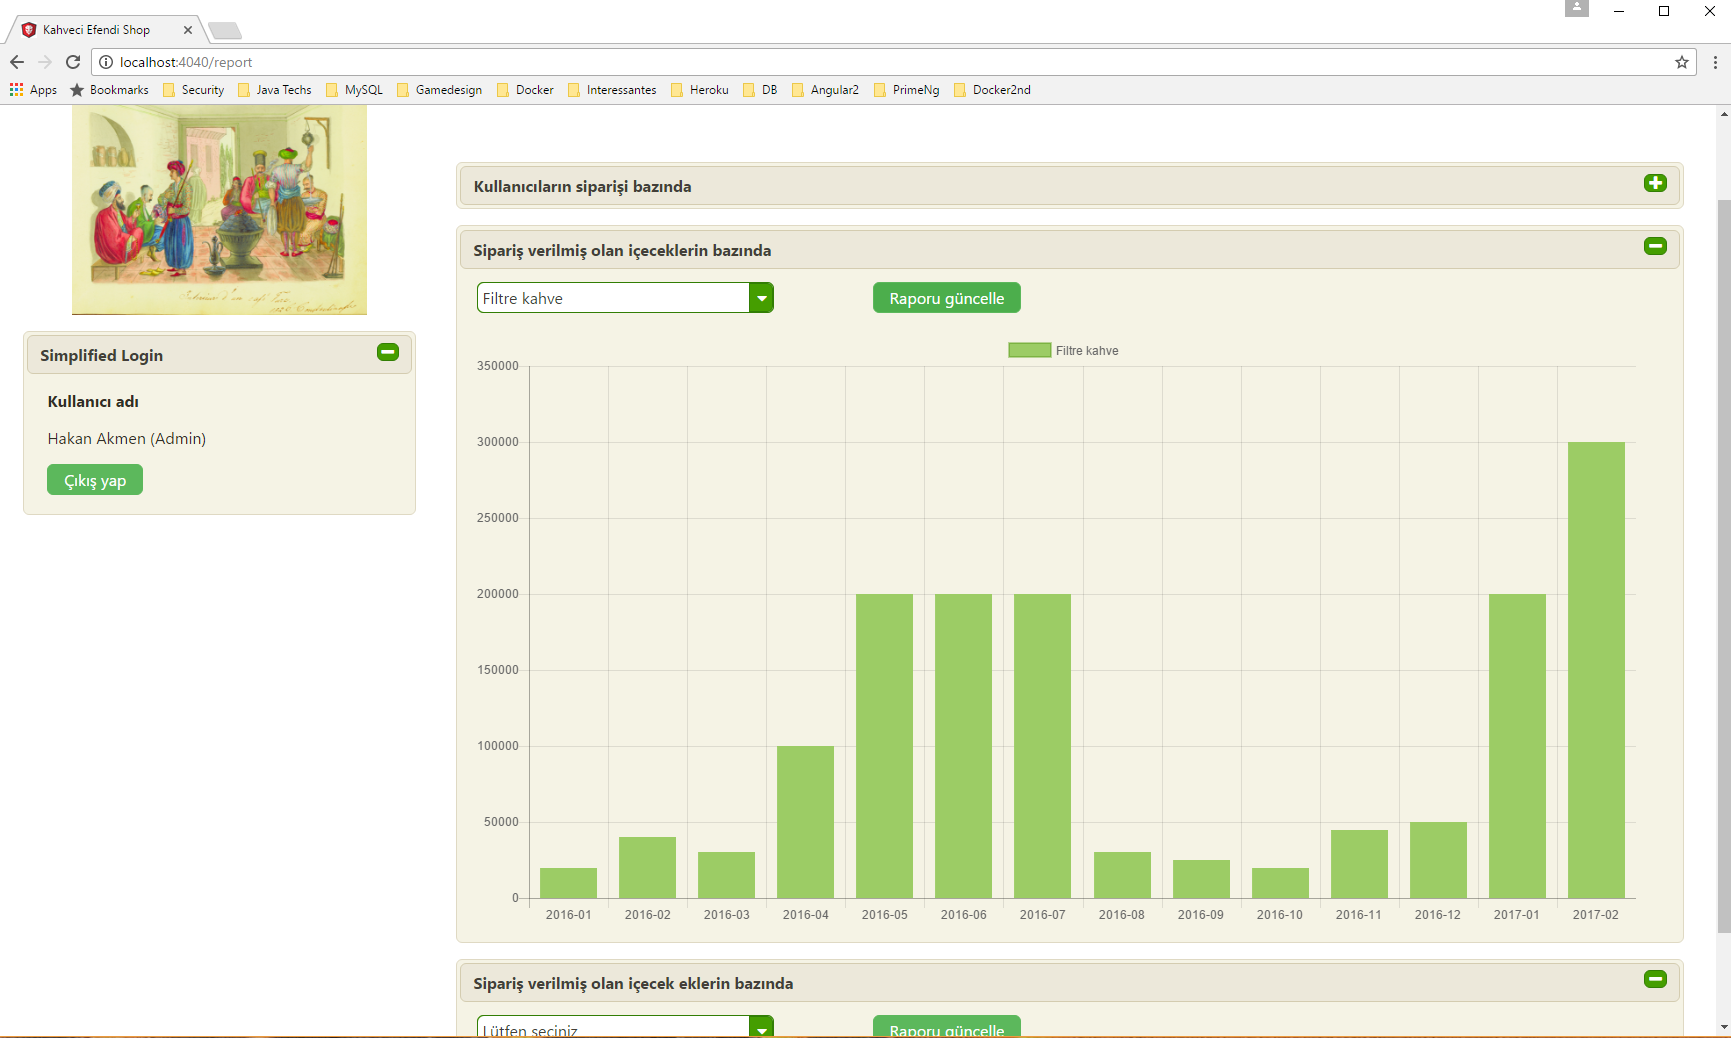 Kahveci Efendi Shop
localhost:4040/report
Apps Bookmarks Security Java Techs MySQL Gamedesign Docker Interessantes Heroku DB Angular2 PrimeNg Docker2nd
Simplified Login
Kullanıcı adı
Hakan Akmen (Admin)
Çıkış yap
Kullanıcıların siparişi bazında
Sipariş verilmiş olan içeceklerin bazında
Filtre kahve Raporu güncelle
Filtre kahve
350000
300000
250000
200000
150000
100000
50000
0
2016-01 2016-02 2016-03 2016-04 2016-05 2016-06 2016-07 2016-08 2016-09 2016-10 2016-11 2016-12 2017-01 2017-02
Sipariş verilmiş olan içecek eklerin bazında
Lütfen seçiniz Raporu güncelle